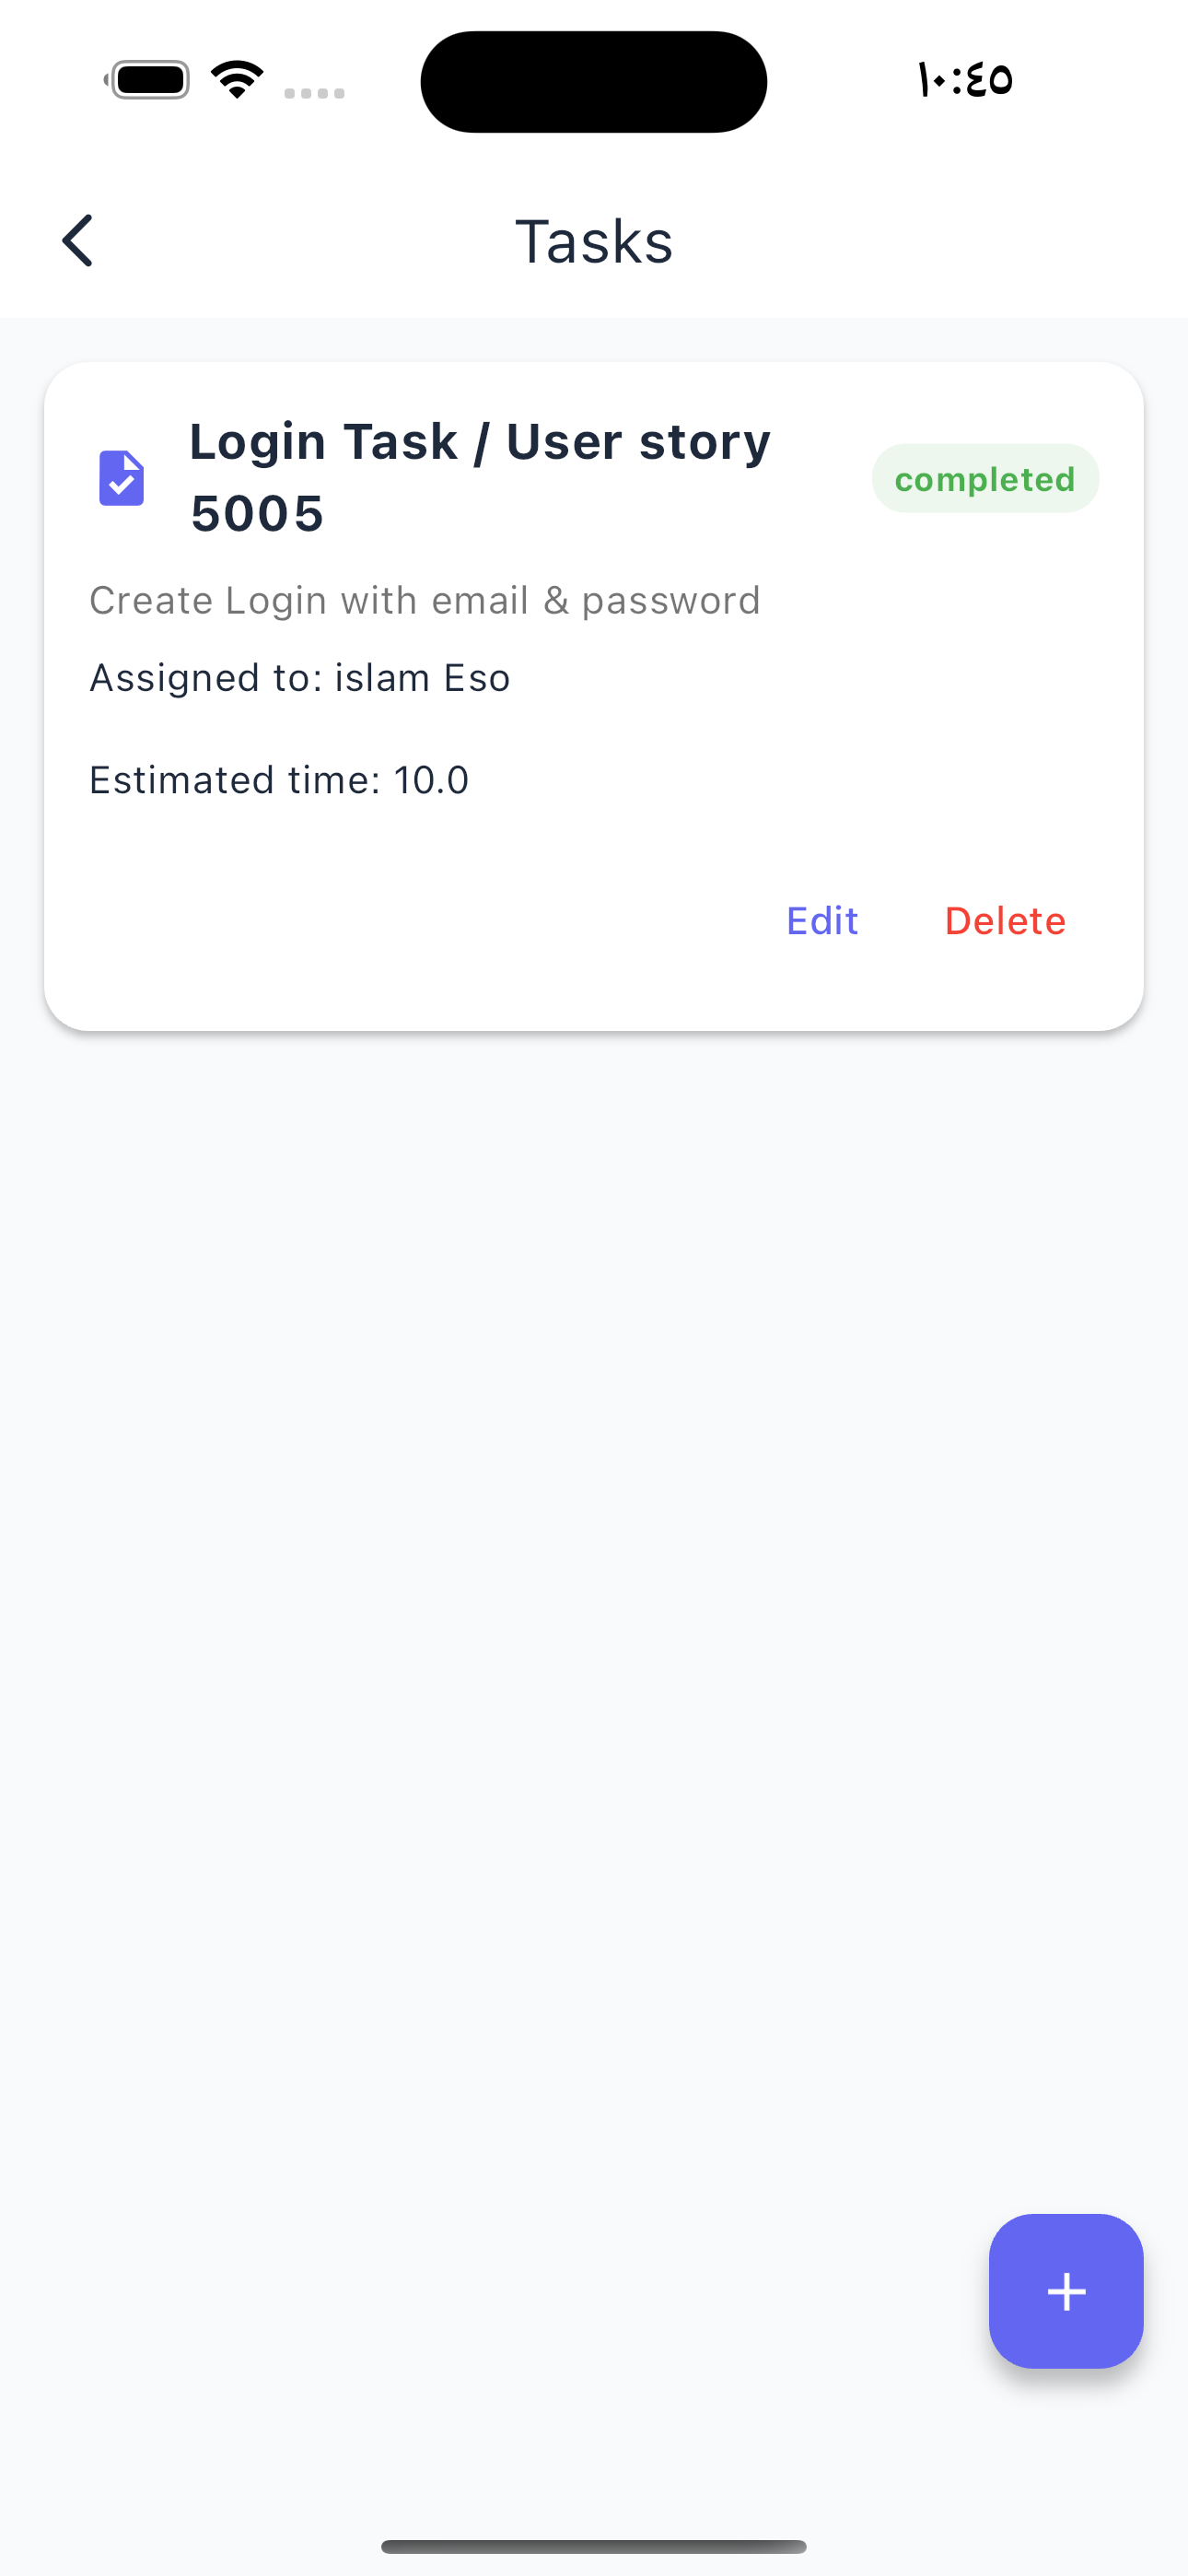 ١٠:٤٥
Tasks
Login Task / User story
5005
completed
Create Login with email & password
Assigned to: islam Eso
Estimated time: 10.0
Edit
Delete